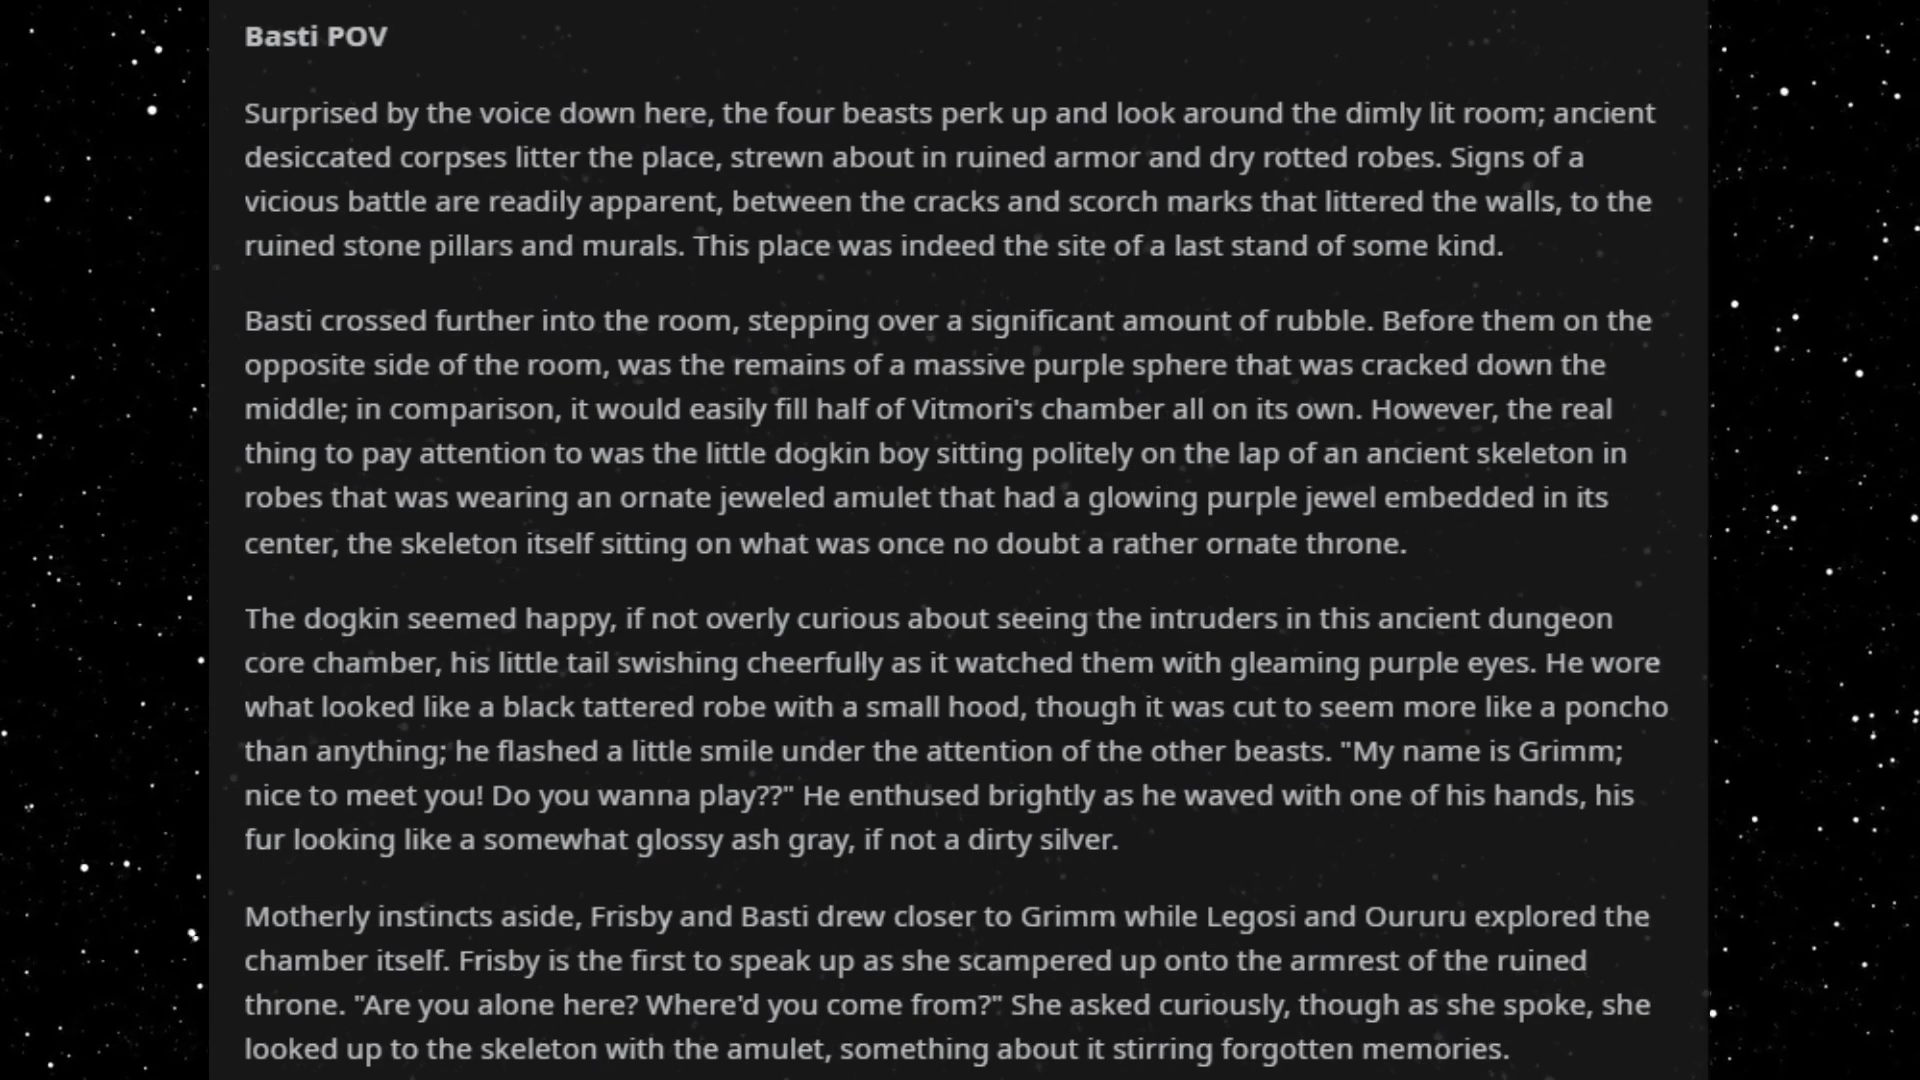 Basti POV
Surprised by the voice down here, the four beasts perk up and look around the dimly lit room; ancient
desiccated corpses litter the place, strewn about in ruined armor and dry rotted robes. Signs of a
vicious battle are readily apparent, between the cracks and scorch marks that littered the walls, to the
ruined stone pillars and murals. This place was indeed the site of a last stand of some kind.
Basti crossed further into the room, stepping over a significant amount of rubble. Before them on the
opposite side of the room, was the remains of a massive purple sphere that was cracked down the
middle; in comparison, it would easily fill half of Vitmori's chamber all on its own. However, the real
thing to pay attention to was the little dogkin boy sitting politely on the lap of an ancient skeleton in
robes that was wearing an ornate jeweled amulet that had a glowing purple jewel embedded in its
center, the skeleton itself sitting on what was once no doubt a rather ornate throne.
The dogkin seemed happy, if not overly curious about seeing the intruders in this ancient dungeon
core chamber, his little tail swishing cheerfully as it watched them with gleaming purple eyes. He wore
what looked like a black tattered robe with a small hood, though it was cut to seem more like a poncho
than anything; he flashed a little smile under the attention of the other beasts. "My name is Grimm;
nice to meet you! Do you wanna play??" He enthused brightly as he waved with one of his hands, his
fur looking like a somewhat glossy ash gray, if not a dirty silver.
Motherly instincts aside, Frisby and Basti drew closer to Grimm while Legosi and Oururu explored the
chamber itself. Frisby is the first to speak up as she scampered up onto the armrest of the ruined
throne. "Are you alone here? Where'd you come from?" She asked curiously, though as she spoke, she
looked up to the skeleton with the amulet, something about it stirring forgotten memories.